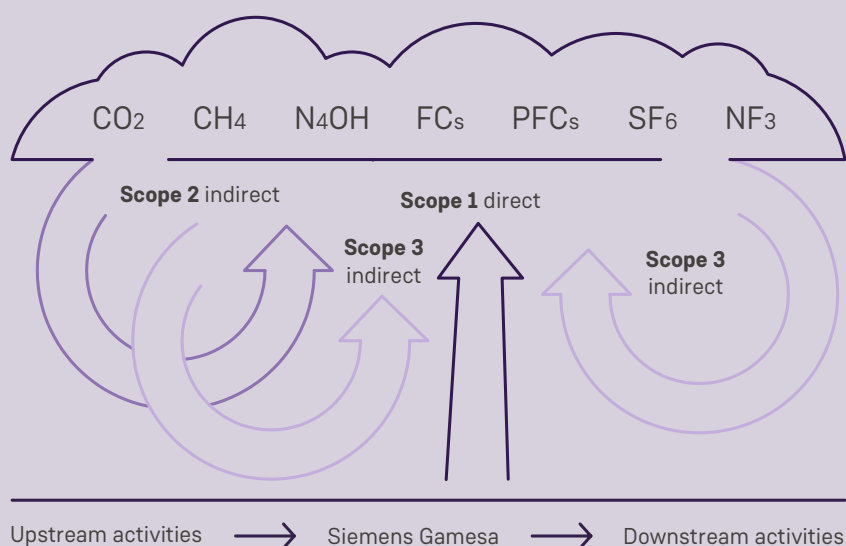 CO2 CH4 N4OH FCs PFCs SF6 NF3
Scope 2 indirect
Scope 1 direct
Scope 3
indirect
Scope 3
indirect
Upstream activities → Siemens Gamesa → Downstream activities